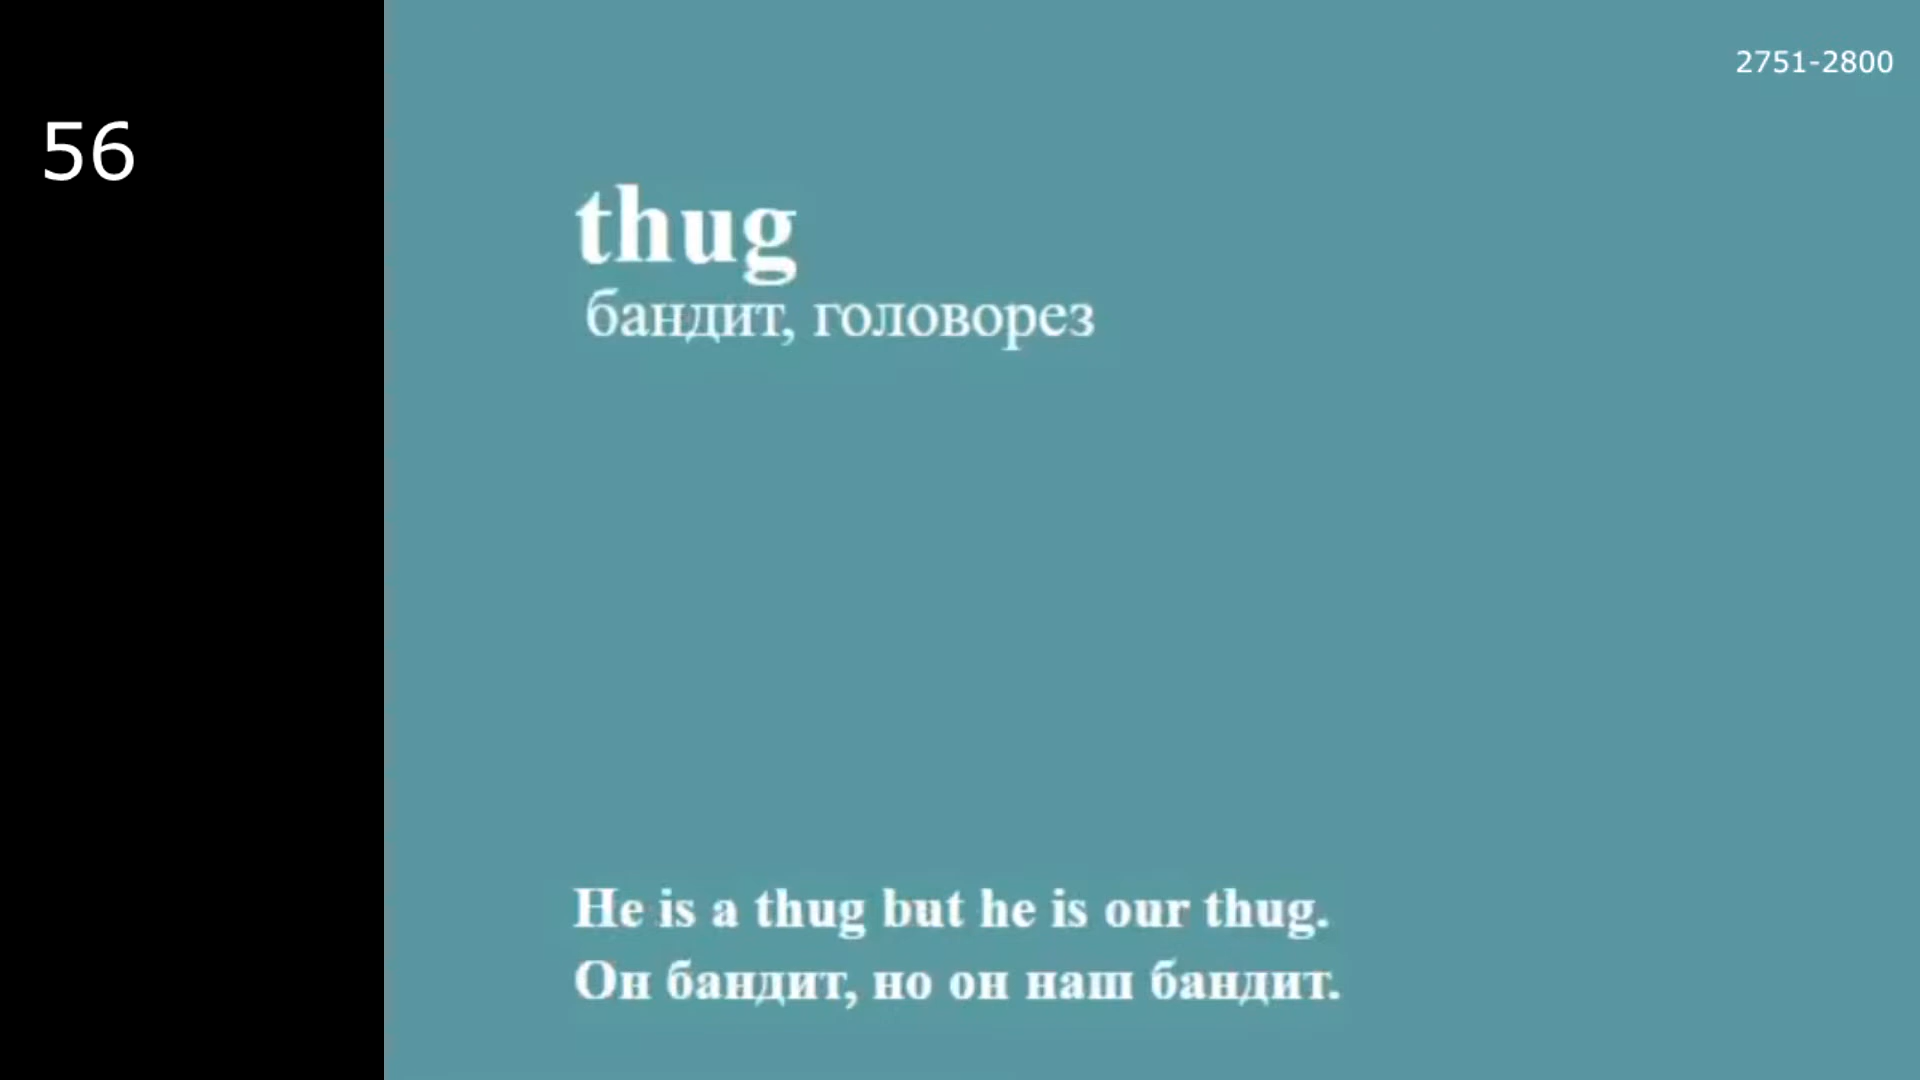 2751-2800
56
thug
бандит, головорез
He is a thug but he is our thug.
Он бандит, но он наш бандит.